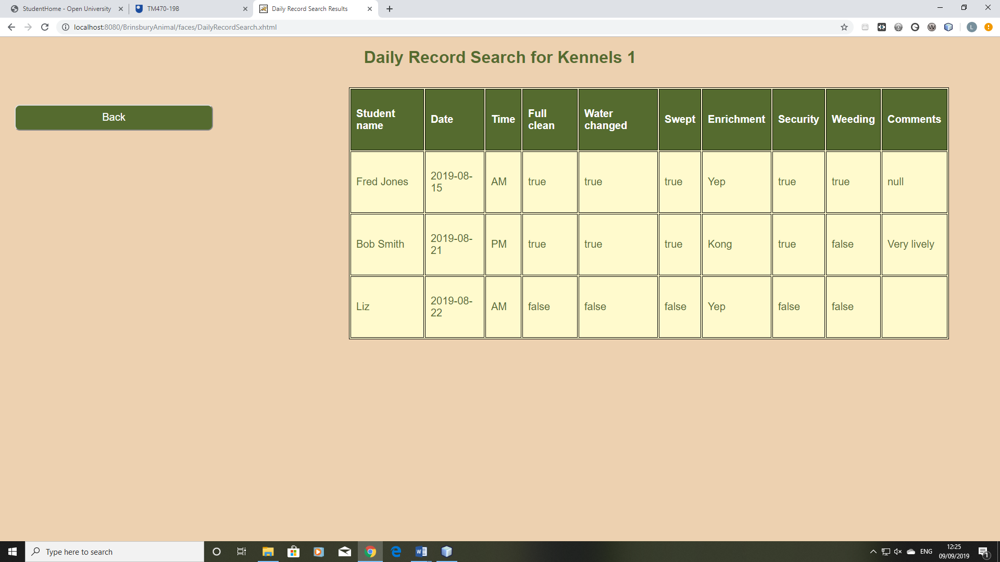 StudentHome - Open University
TM470-19B
Daily Record Search Results
localhost:8080/BrinsburyAnimal/faces/DailyRecordSearch.xhtml
L
Daily Record Search for Kennels 1
Back
Student name Date Time Full clean Water changed Swept Enrichment Security Weeding Comments
Fred Jones 2019-08-15 AM true true true Yep true true null
Bob Smith 2019-08-21 PM true true true Kong true false Very lively
Liz 2019-08-22 AM false false false Yep false false
Type here to search
ENG
12:25
09/09/2019
1